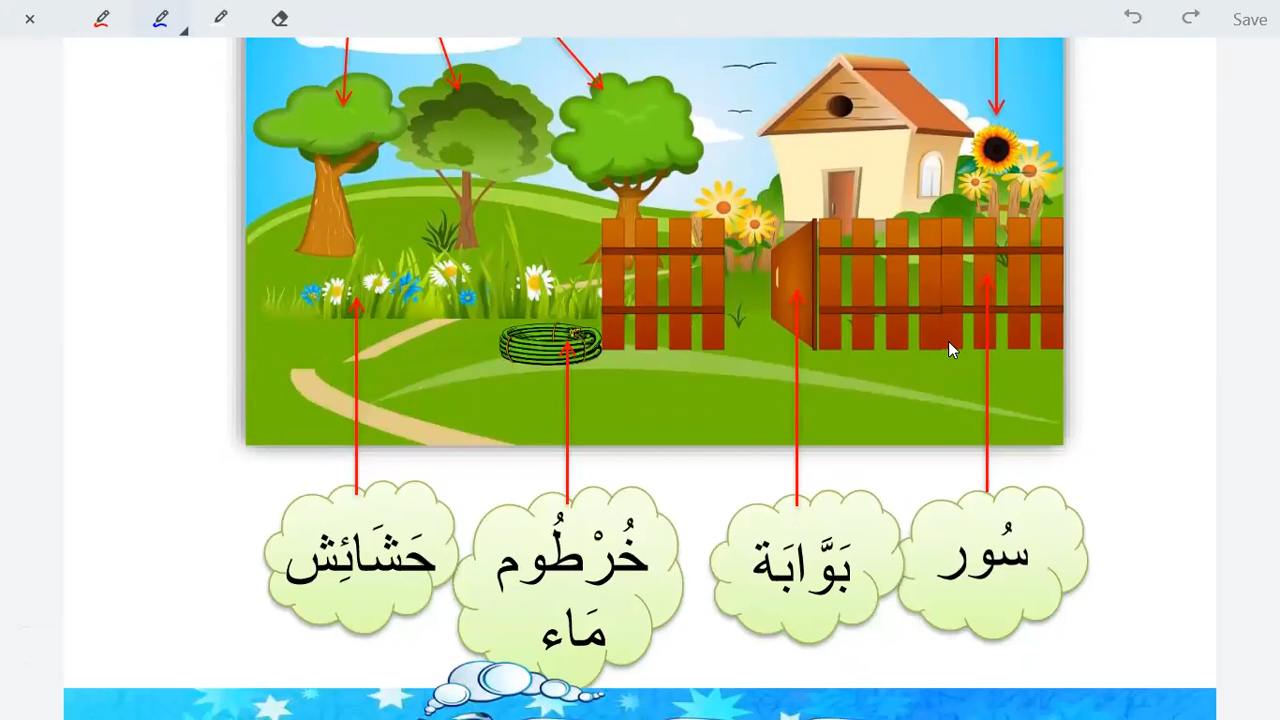 Save
سُور
بَوَّابَة
خُرْطُوم
مَاء
حَشَائِش